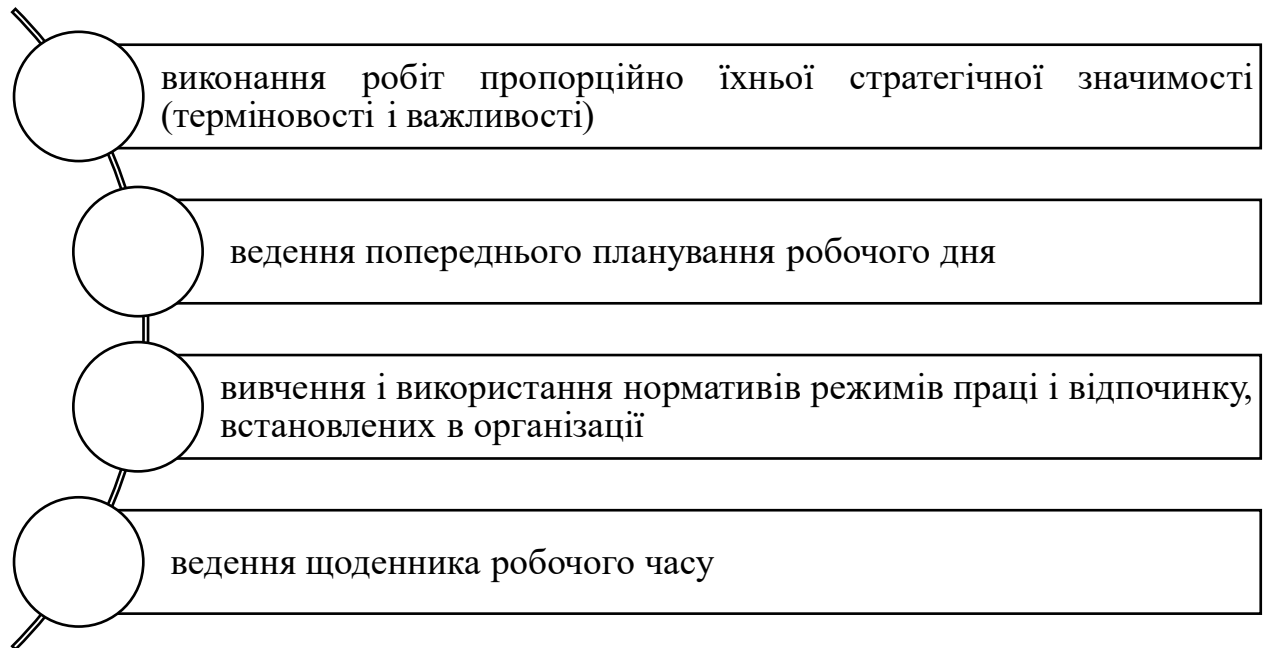 виконання робіт пропорційно їхньої стратегічної значимості
(терміновості і важливості)
ведення попереднього планування робочого дня
вивчення і використання нормативів режимів праці і відпочинку,
встановлених в організації
ведення щоденника робочого часу